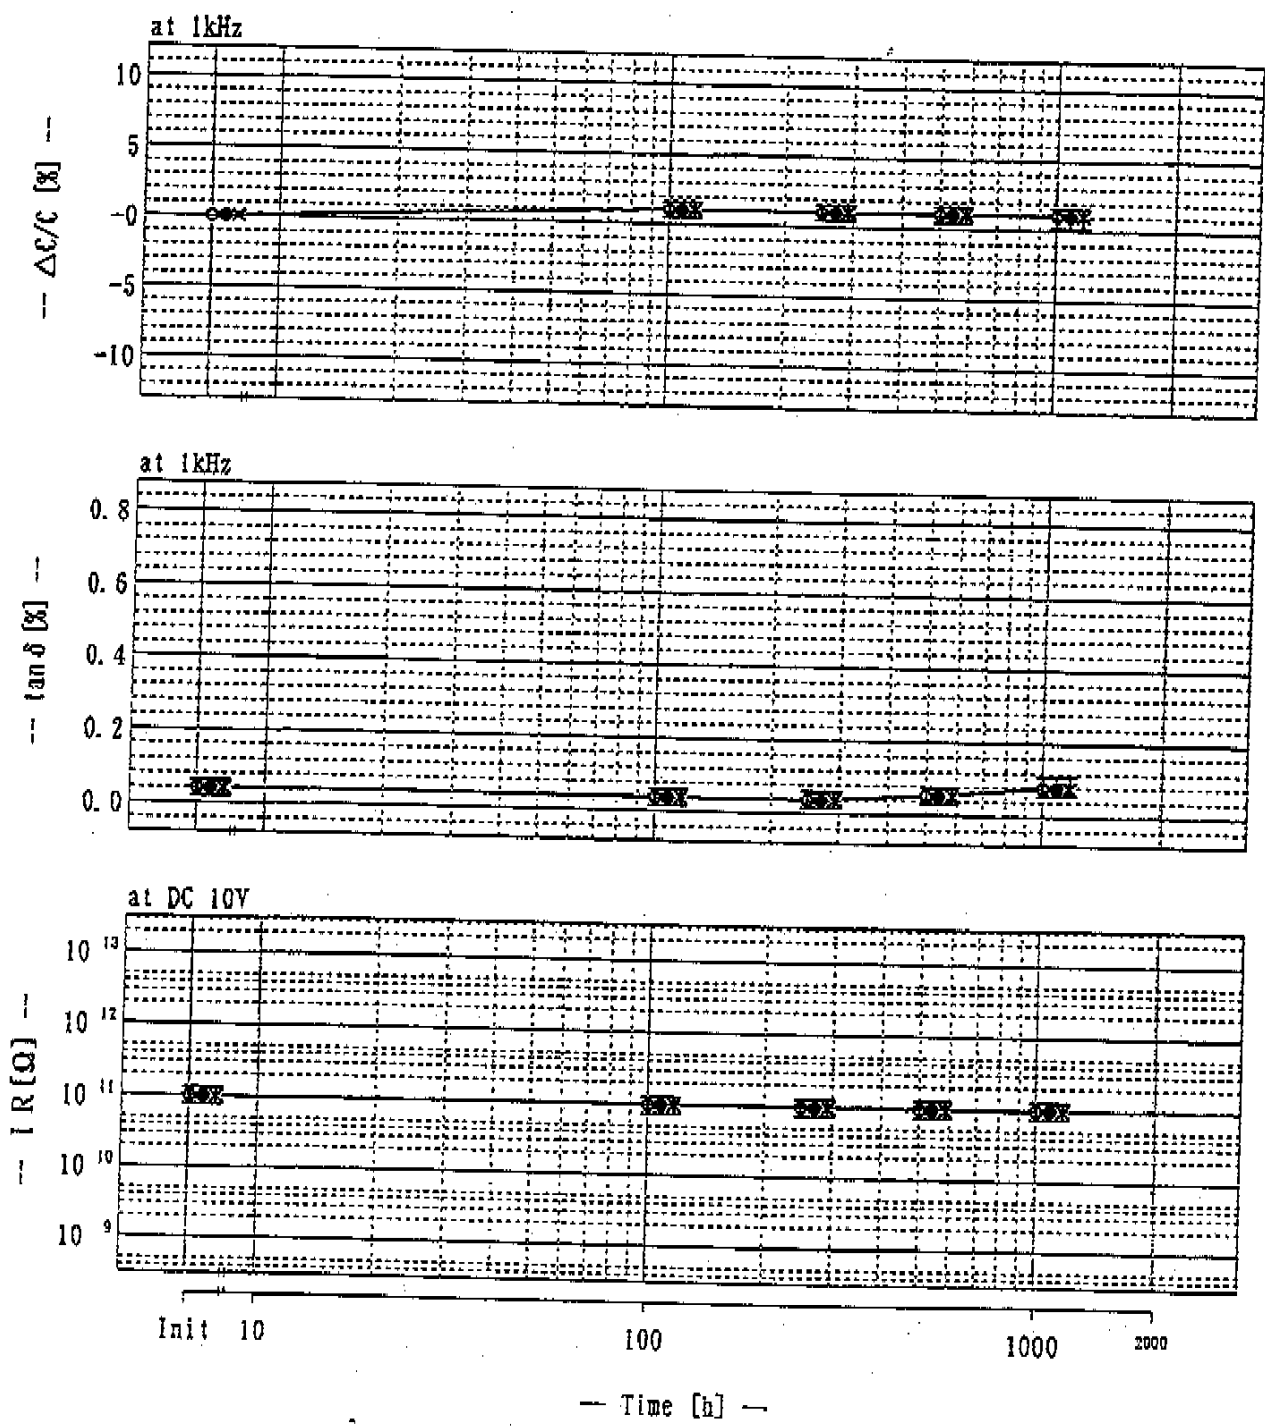 at 1kHz
10
5
-0
-5
-10
-- ΔC/C [%] --
at 1kHz
0.8
0.6
0.4
0.2
0.0
-- tanδ [%] --
at DC 10V
10 13
10 12
10 11
10 10
10 9
-- IR [Ω] --
Init 10 100 1000 2000
— Time [h] —